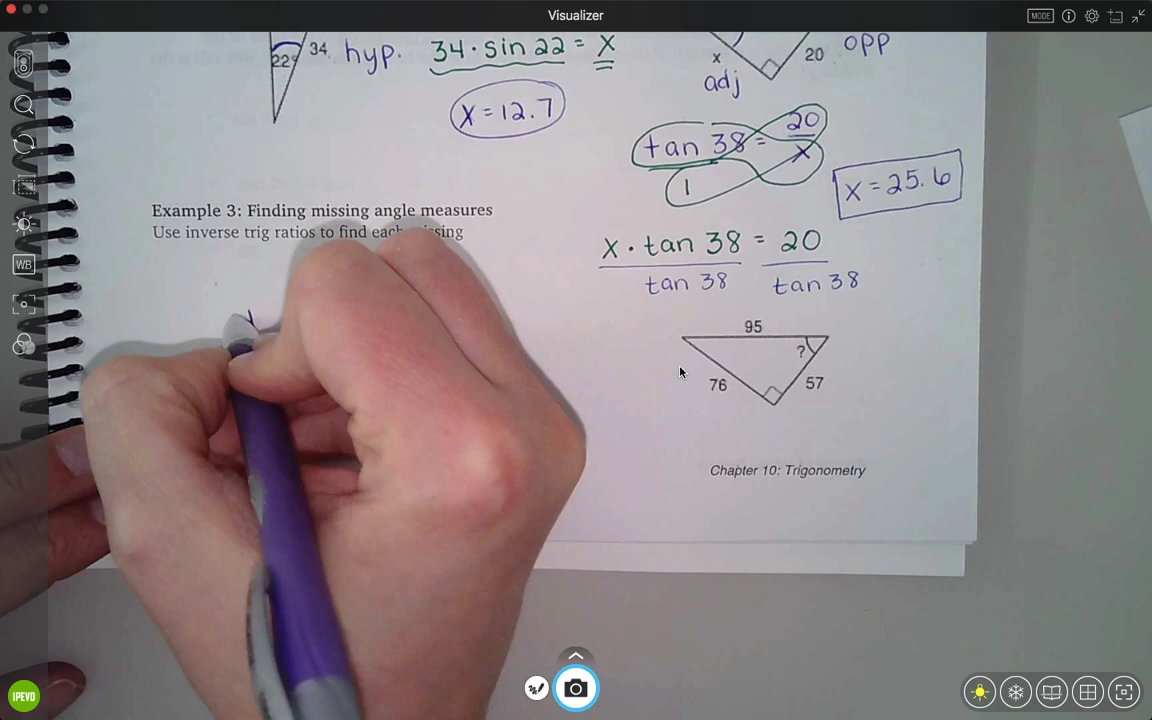 Visualizer
MODE
34
22°
hyp.
34 · sin 22 = x
x = 12.7
x
adj
20
opp
tan 38 = 20
x
1
x = 25.6
x · tan 38 = 20
tan 38 tan 38
Example 3: Finding missing angle measures
Use inverse trig ratios to find each
95
?
76
57
Chapter 10: Trigonometry
WB
IPEVO